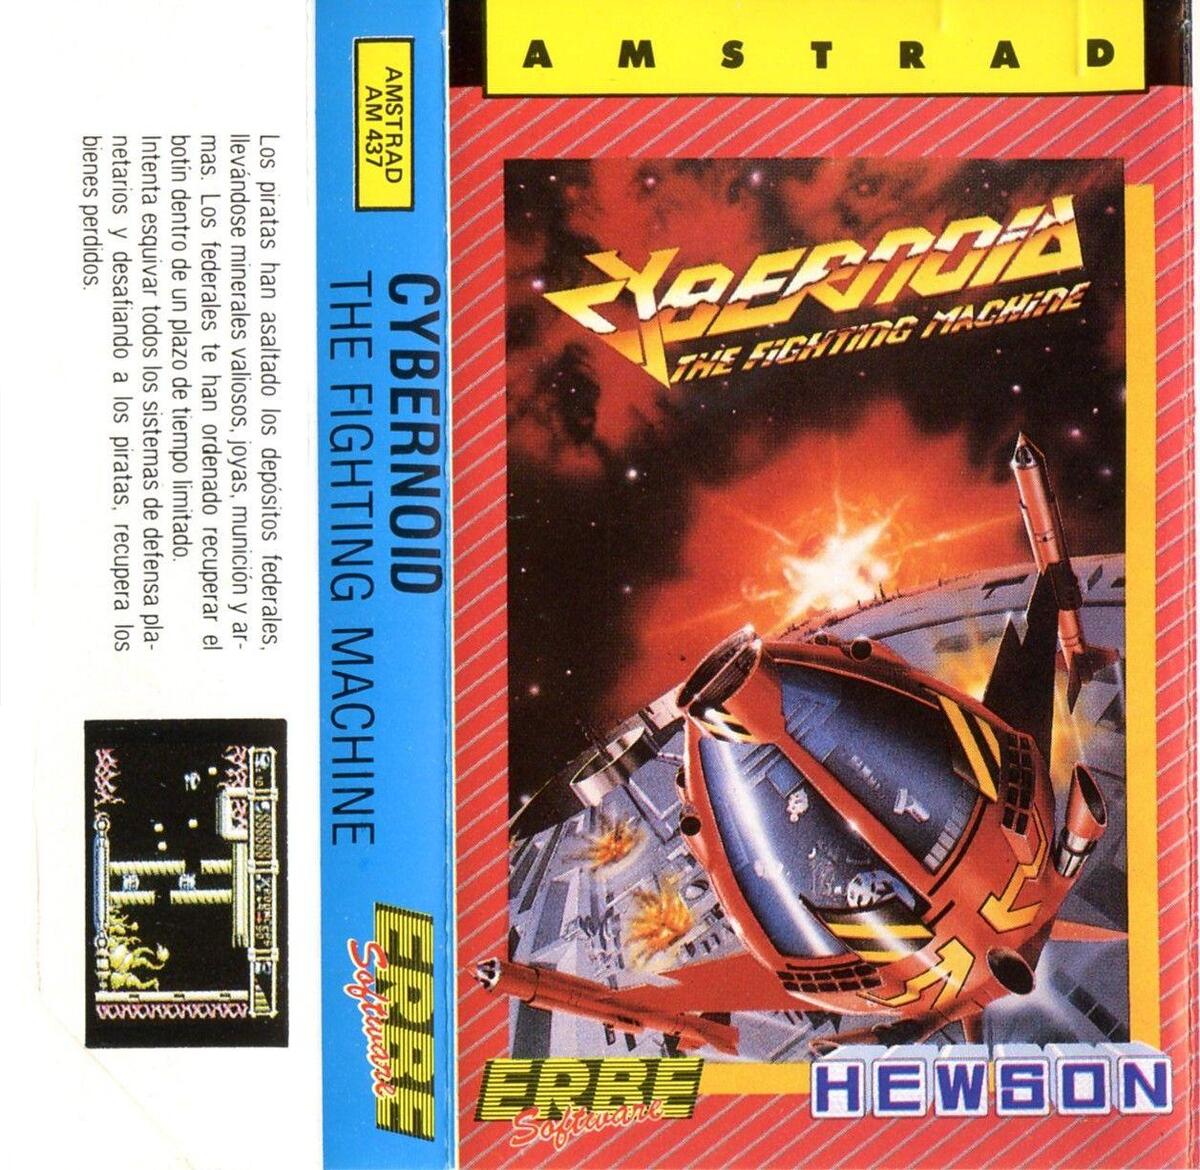 AMSTRAD
CYBERNOID
THE FIGHTING MACHINE
ERBE
Software
HEWSON
AMSTRAD
AM 437
CYBERNOID
THE FIGHTING MACHINE
ERBE
Software
Los piratas han asaltado los depósitos federales,
llevándose minerales valiosos, joyas, munición y ar-
mas. Los federales te han ordenado recuperar el
botín dentro de un plazo de tiempo limitado.
Intenta esquivar todos los sistemas de defensa pla-
netarios y desafiando a los piratas, recupera los
bienes perdidos.